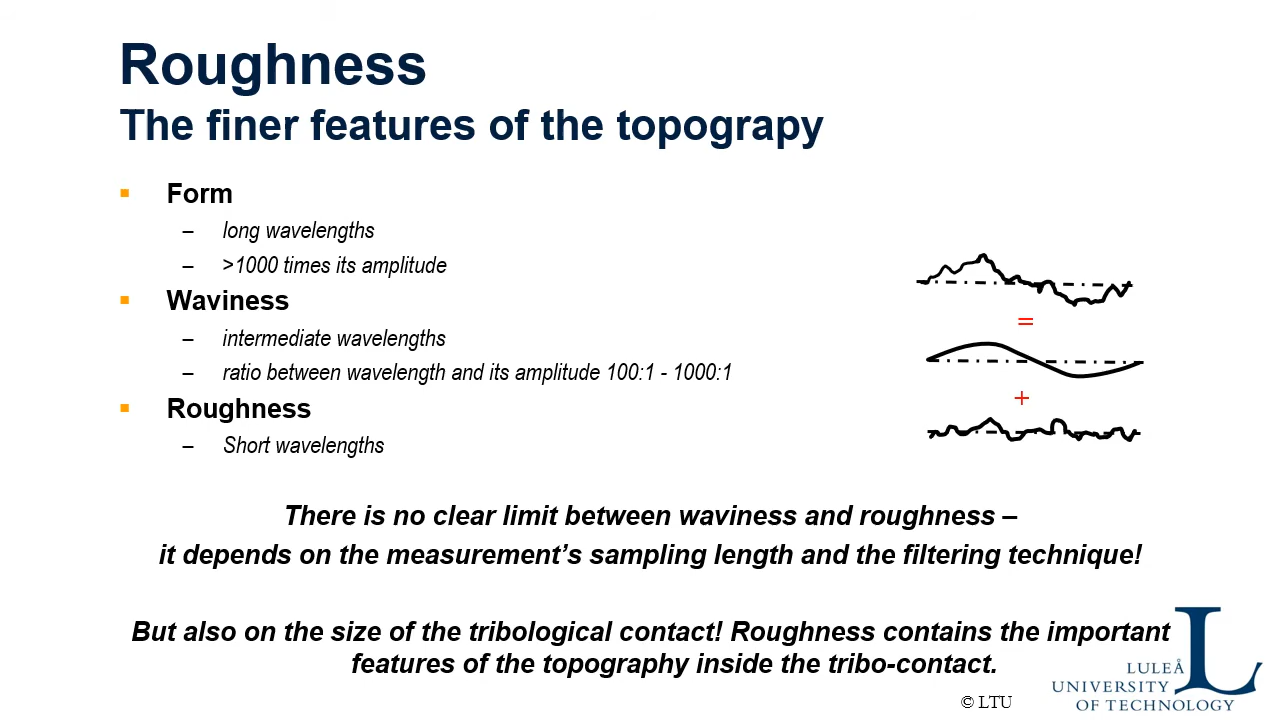 Roughness
The finer features of the topograpy
▪ Form
– long wavelengths
– >1000 times its amplitude
▪ Waviness
– intermediate wavelengths
– ratio between wavelength and its amplitude 100:1 - 1000:1
▪ Roughness
– Short wavelengths
=
+
There is no clear limit between waviness and roughness –
it depends on the measurement’s sampling length and the filtering technique!
But also on the size of the tribological contact! Roughness contains the important
features of the topography inside the tribo-contact.
© LTU
L
LULEÅ
UNIVERSITY
OF TECHNOLOGY